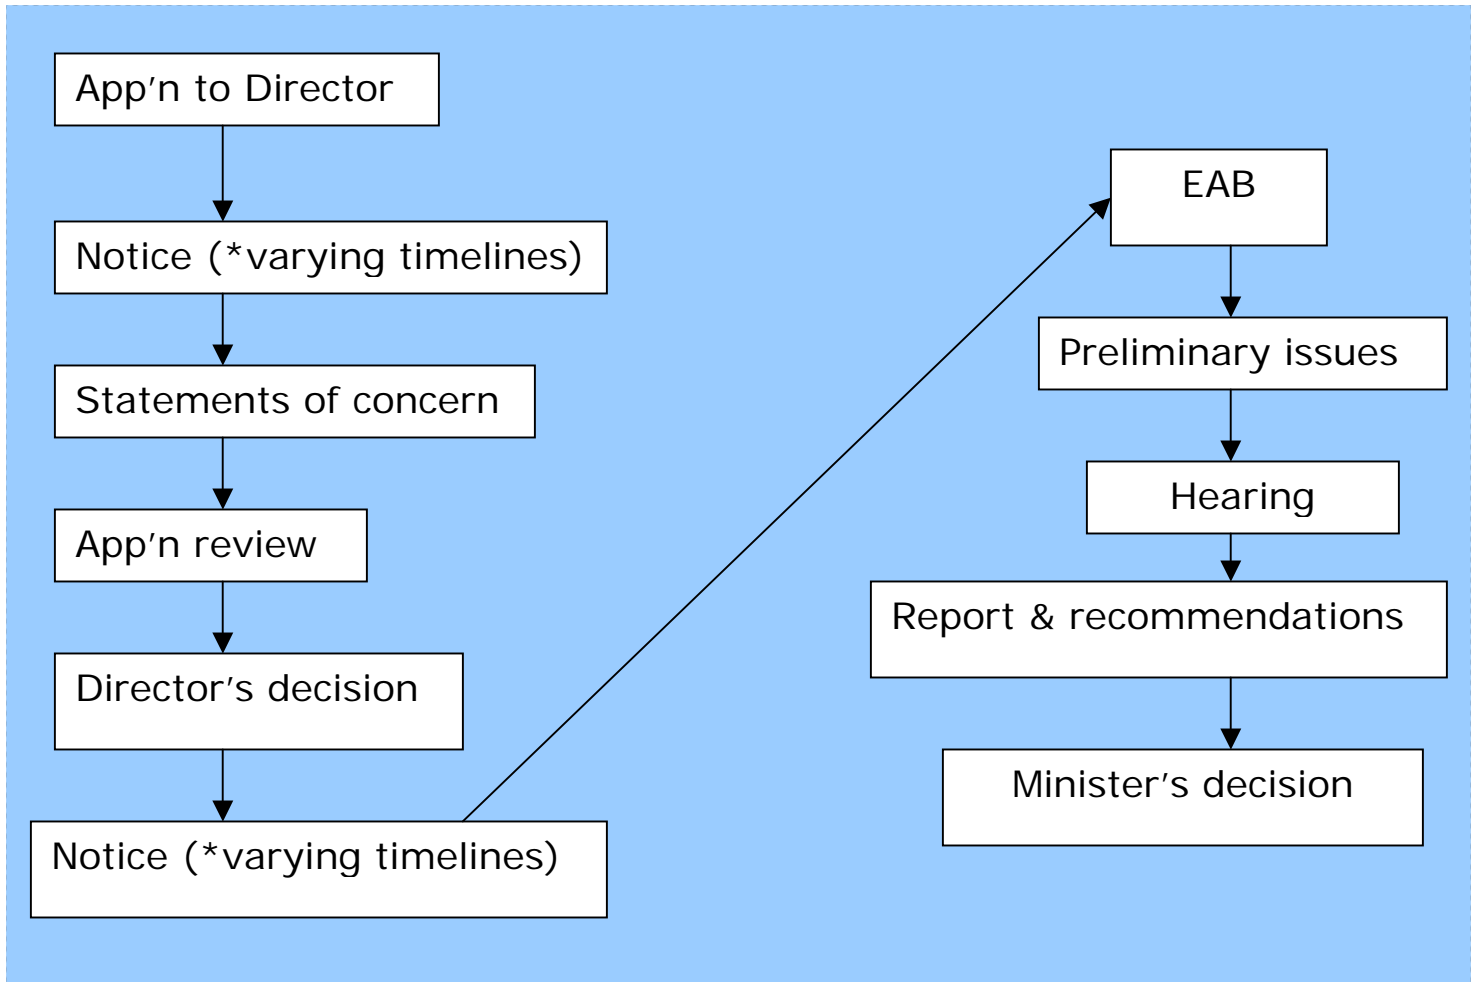 App’n to Director
Notice (*varying timelines)
Statements of concern
App’n review
Director’s decision
Notice (*varying timelines)
EAB
Preliminary issues
Hearing
Report & recommendations
Minister’s decision